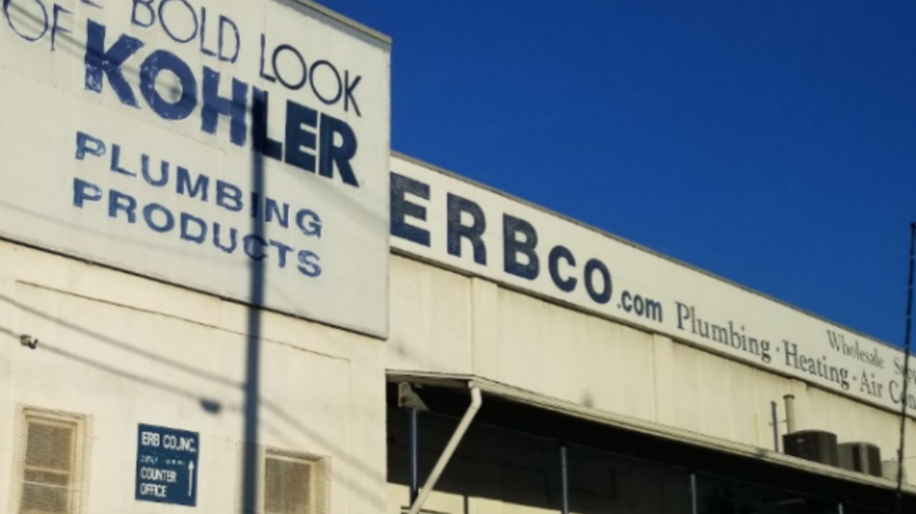 BOLD LOOK
OF KOHLER
PLUMBING
PRODUCTS
ERBCO.com
Plumbing · Heating · Air
Wholesale
ERB CO.,INC.
COUNTER
OFFICE